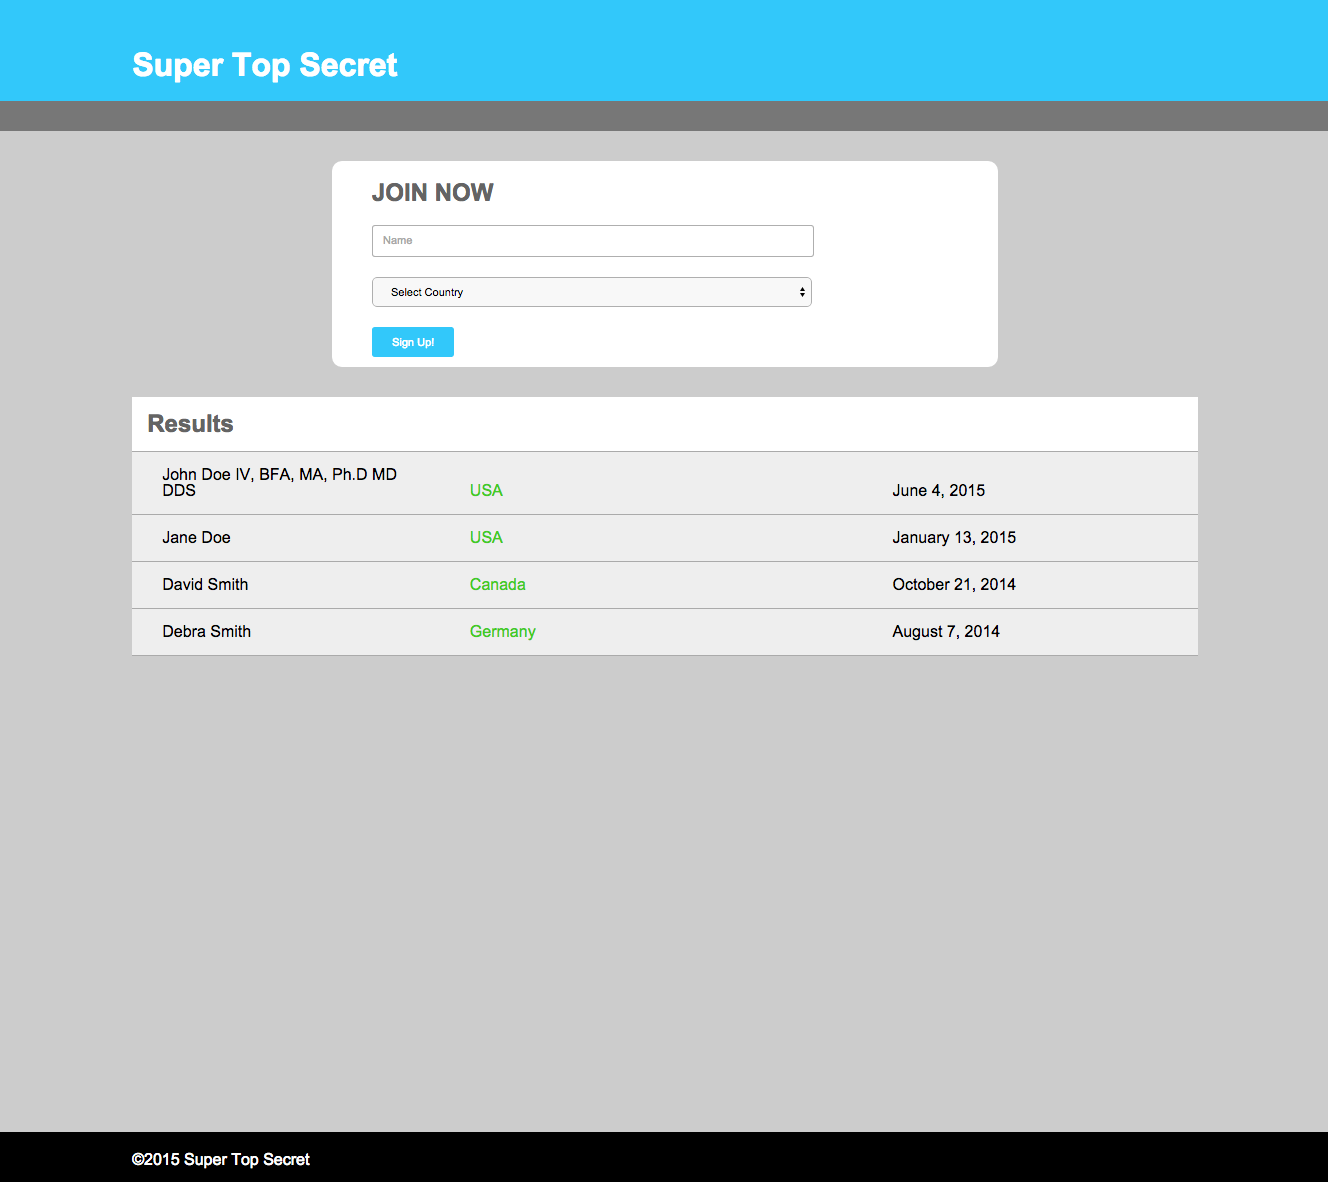 Super Top Secret
JOIN NOW
Name
Select Country
Sign Up!
Results
John Doe IV, BFA, MA, Ph.D MD
DDS USA June 4, 2015
Jane Doe USA January 13, 2015
David Smith Canada October 21, 2014
Debra Smith Germany August 7, 2014
©2015 Super Top Secret